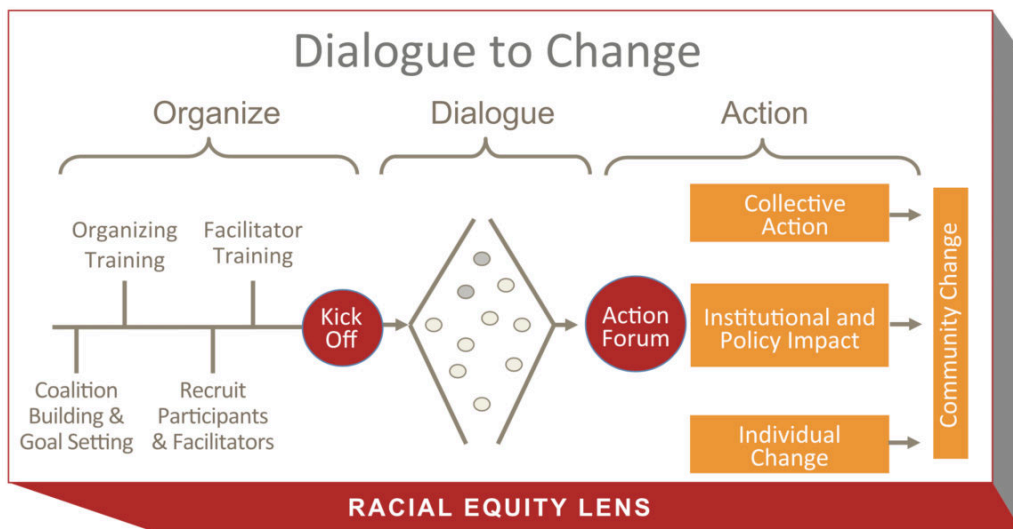 Dialogue to Change
Organize
Dialogue
Action
Organizing
Training
Facilitator
Training
Coalition
Building &
Goal Setting
Recruit
Participants
& Facilitators
Kick
Off
Action
Forum
Collective
Action
Institutional and
Policy Impact
Individual
Change
Community Change
RACIAL EQUITY LENS